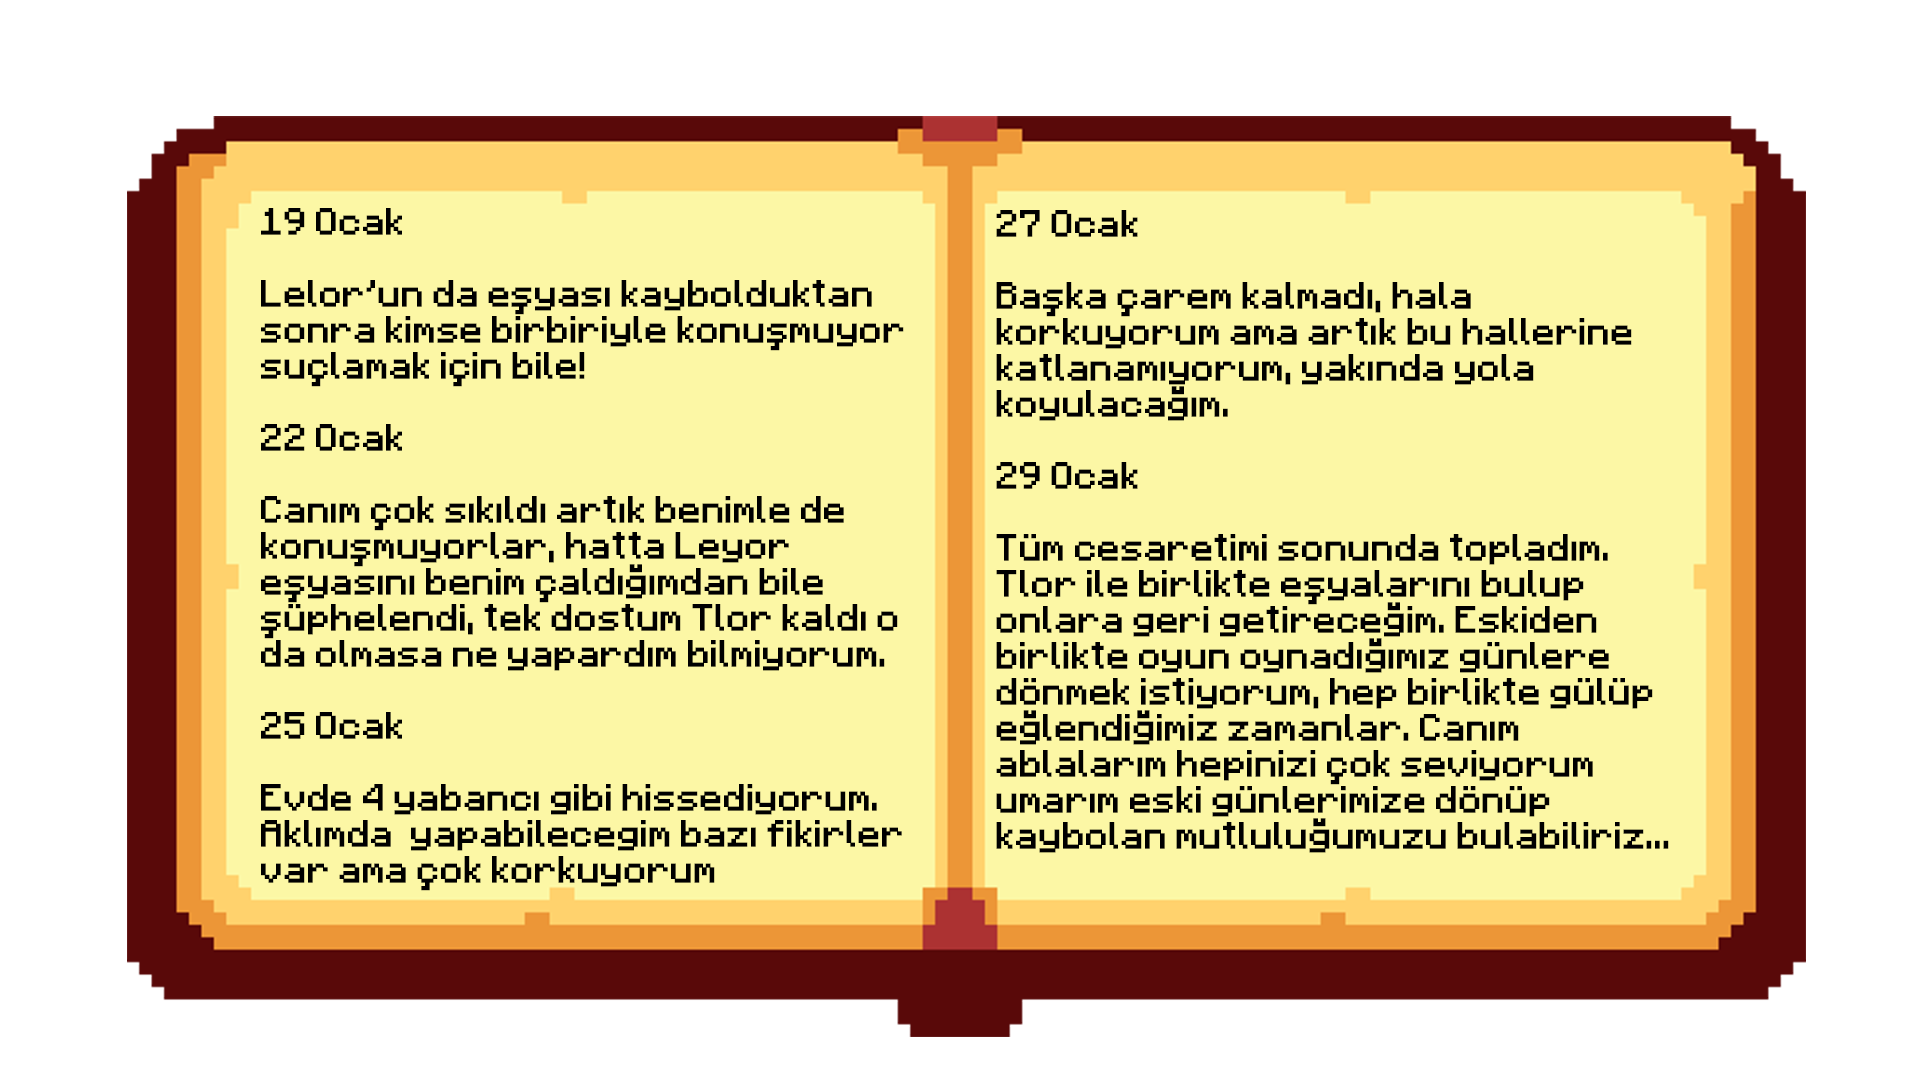 19 Ocak
Lelor'un da eşyası kaybolduktan
sonra kimse birbiriyle konuşmuyor
suçlamak için bile!
22 Ocak
Canım çok sıkıldı artık benimle de
konuşmuyorlar, hatta Leyor
eşyasını benim çaldığımdan bile
şüphelendi, tek dostum Tlor kaldı o
da olmasa ne yapardım bilmiyorum.
25 Ocak
Evde 4 yabancı gibi hissediyorum.
Aklımda  yapabilecegim bazı fikirler
var ama çok korkuyorum
27 Ocak
Başka çarem kalmadı, hala
korkuyorum ama artık bu hallerine
katlanamıyorum, yakında yola
koyulacağım.
29 Ocak
Tüm cesaretimi sonunda topladım.
Tlor ile birlikte eşyalarını bulup
onlara geri getireceğim. Eskiden
birlikte oyun oynadığımız günlere
dönmek istiyorum, hep birlikte gülüp
eğlendiğimiz zamanlar. Canım
ablalarım hepinizi çok seviyorum
umarım eski günlerimize dönüp
kaybolan mutluluğumuzu bulabiliriz...